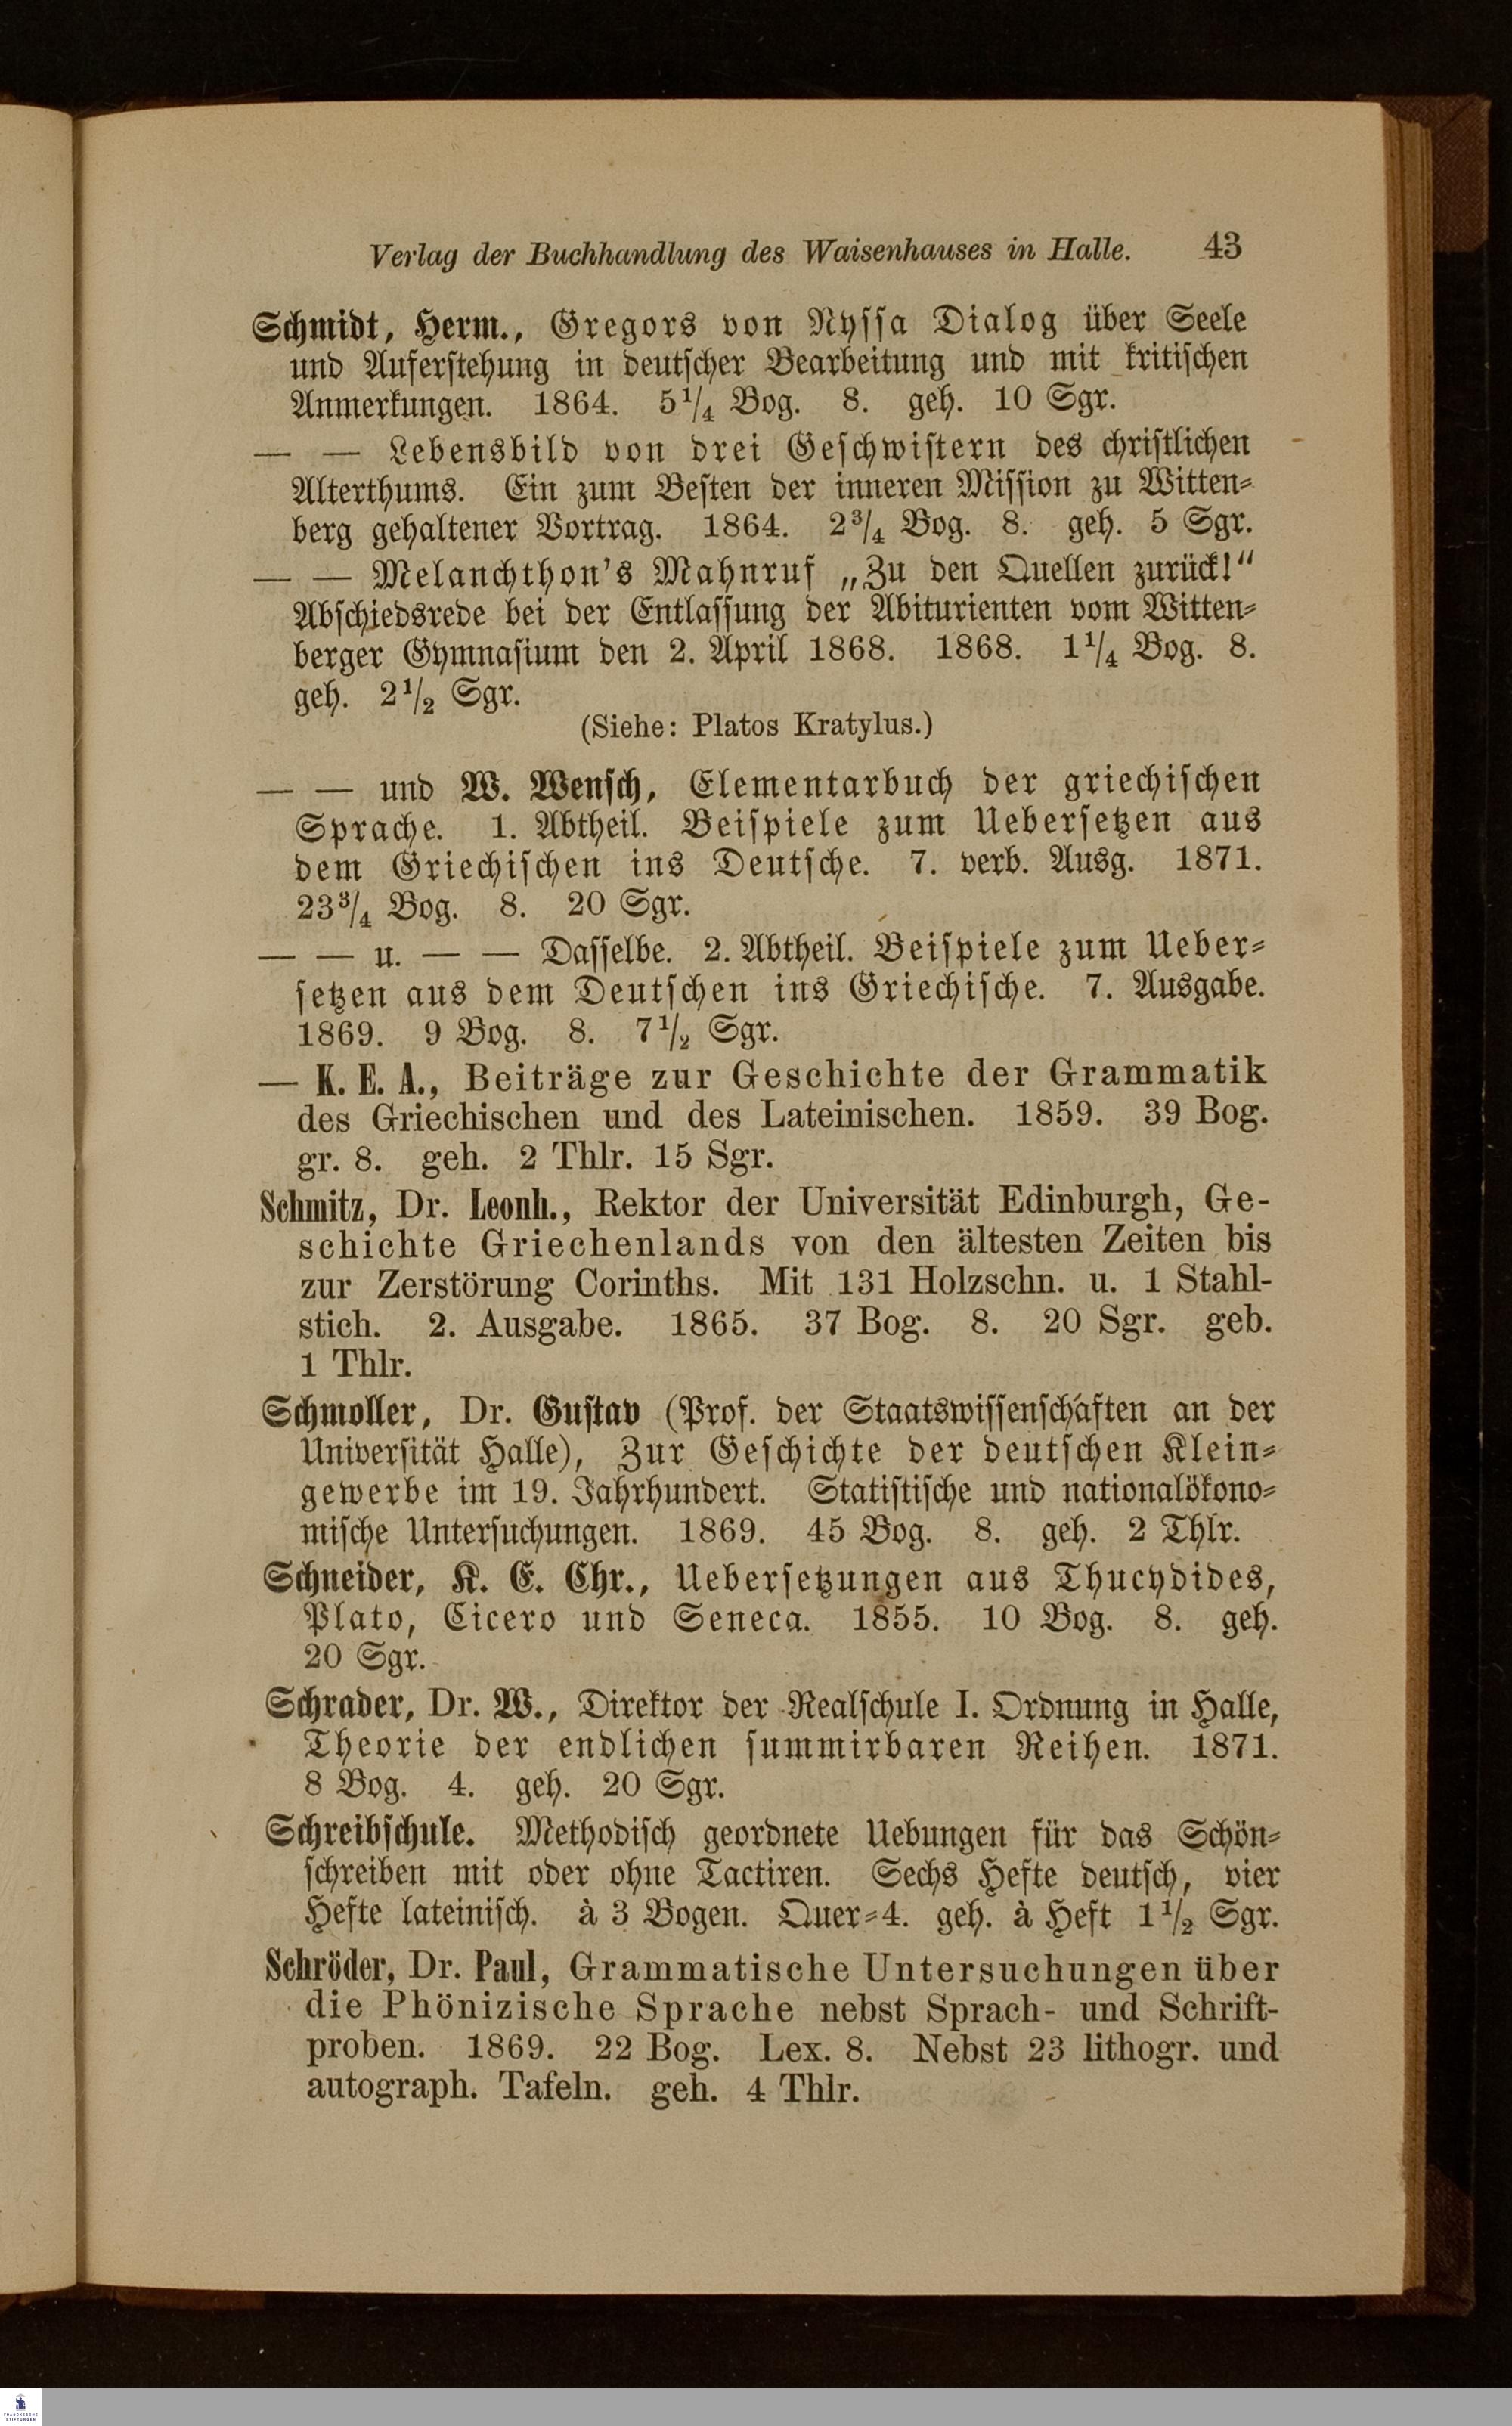 Verlag der Buchhandlung des Waisenhauses in Halle. 43
Schmidt, Herm., Gregors von Nyssa Dialog über Seele
und Auferstehung in deutscher Bearbeitung und mit kritischen
Anmerkungen. 1864. 5¹/₄ Bog. 8. geh. 10 Sgr.
— — Lebensbild von drei Geschwistern des christlichen
Alterthums. Ein zum Besten der inneren Mission zu Witten-
berg gehaltener Vortrag. 1864. 2³/₄ Bog. 8. geh. 5 Sgr.
— — Melanchthon's Mahnruf „Zu den Quellen zurück!“
Abschiedsrede bei der Entlassung der Abiturienten vom Witten-
berger Gymnasium den 2. April 1868. 1868. 1¹/₄ Bog. 8.
geh. 2¹/₂ Sgr.
(Siehe: Platos Kratylus.)
— — und W. Wensch, Elementarbuch der griechischen
Sprache. 1. Abtheil. Beispiele zum Uebersetzen aus
dem Griechischen ins Deutsche. 7. verb. Ausg. 1871.
23³/₄ Bog. 8. 20 Sgr.
— — u. — — Dasselbe. 2. Abtheil. Beispiele zum Ueber-
setzen aus dem Deutschen ins Griechische. 7. Ausgabe.
1869. 9 Bog. 8. 7¹/₂ Sgr.
— K. E. A., Beiträge zur Geschichte der Grammatik
des Griechischen und des Lateinischen. 1859. 39 Bog.
gr. 8. geh. 2 Thlr. 15 Sgr.
Schmitz, Dr. Leonh., Rektor der Universität Edinburgh, Ge-
schichte Griechenlands von den ältesten Zeiten bis
zur Zerstörung Corinths. Mit 131 Holzschn. u. 1 Stahl-
stich. 2. Ausgabe. 1865. 37 Bog. 8. 20 Sgr. geb.
1 Thlr.
Schmoller, Dr. Gustav (Prof. der Staatswissenschaften an der
Universität Halle), Zur Geschichte der deutschen Klein-
gewerbe im 19. Jahrhundert. Statistische und nationalökono-
mische Untersuchungen. 1869. 45 Bog. 8. geh. 2 Thlr.
Schneider, K. E. Chr., Uebersetzungen aus Thucydides,
Plato, Cicero und Seneca. 1855. 10 Bog. 8. geh.
20 Sgr.
Schrader, Dr. W., Direktor der Realschule I. Ordnung in Halle,
Theorie der endlichen summirbaren Reihen. 1871.
8 Bog. 4. geh. 20 Sgr.
Schreibschule. Methodisch geordnete Uebungen für das Schön-
schreiben mit oder ohne Tactiren. Sechs Hefte deutsch, vier
Hefte lateinisch. à 3 Bogen. Quer-4. geh. à Heft 1¹/₂ Sgr.
Schröder, Dr. Paul, Grammatische Untersuchungen über
die Phönizische Sprache nebst Sprach- und Schrift-
proben. 1869. 22 Bog. Lex. 8. Nebst 23 lithogr. und
autograph. Tafeln. geh. 4 Thlr.
FRANCKESCHE
STIFTUNGEN